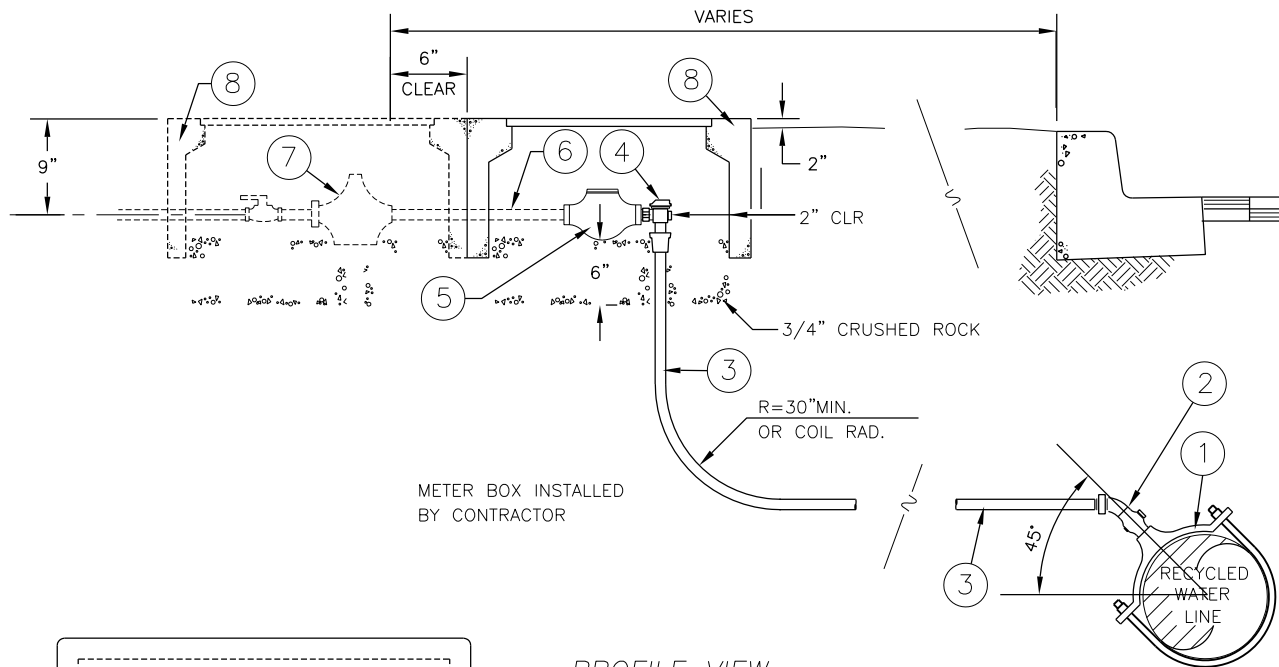 VARIES
6"
CLEAR
8
8
9"
7
6
4
2"
2" CLR
5
6"
3/4" CRUSHED ROCK
3
R=30"MIN.
OR COIL RAD.
2
1
METER BOX INSTALLED
BY CONTRACTOR
45°
3
RECYCLED
WATER
LINE
PROFILE VIEW